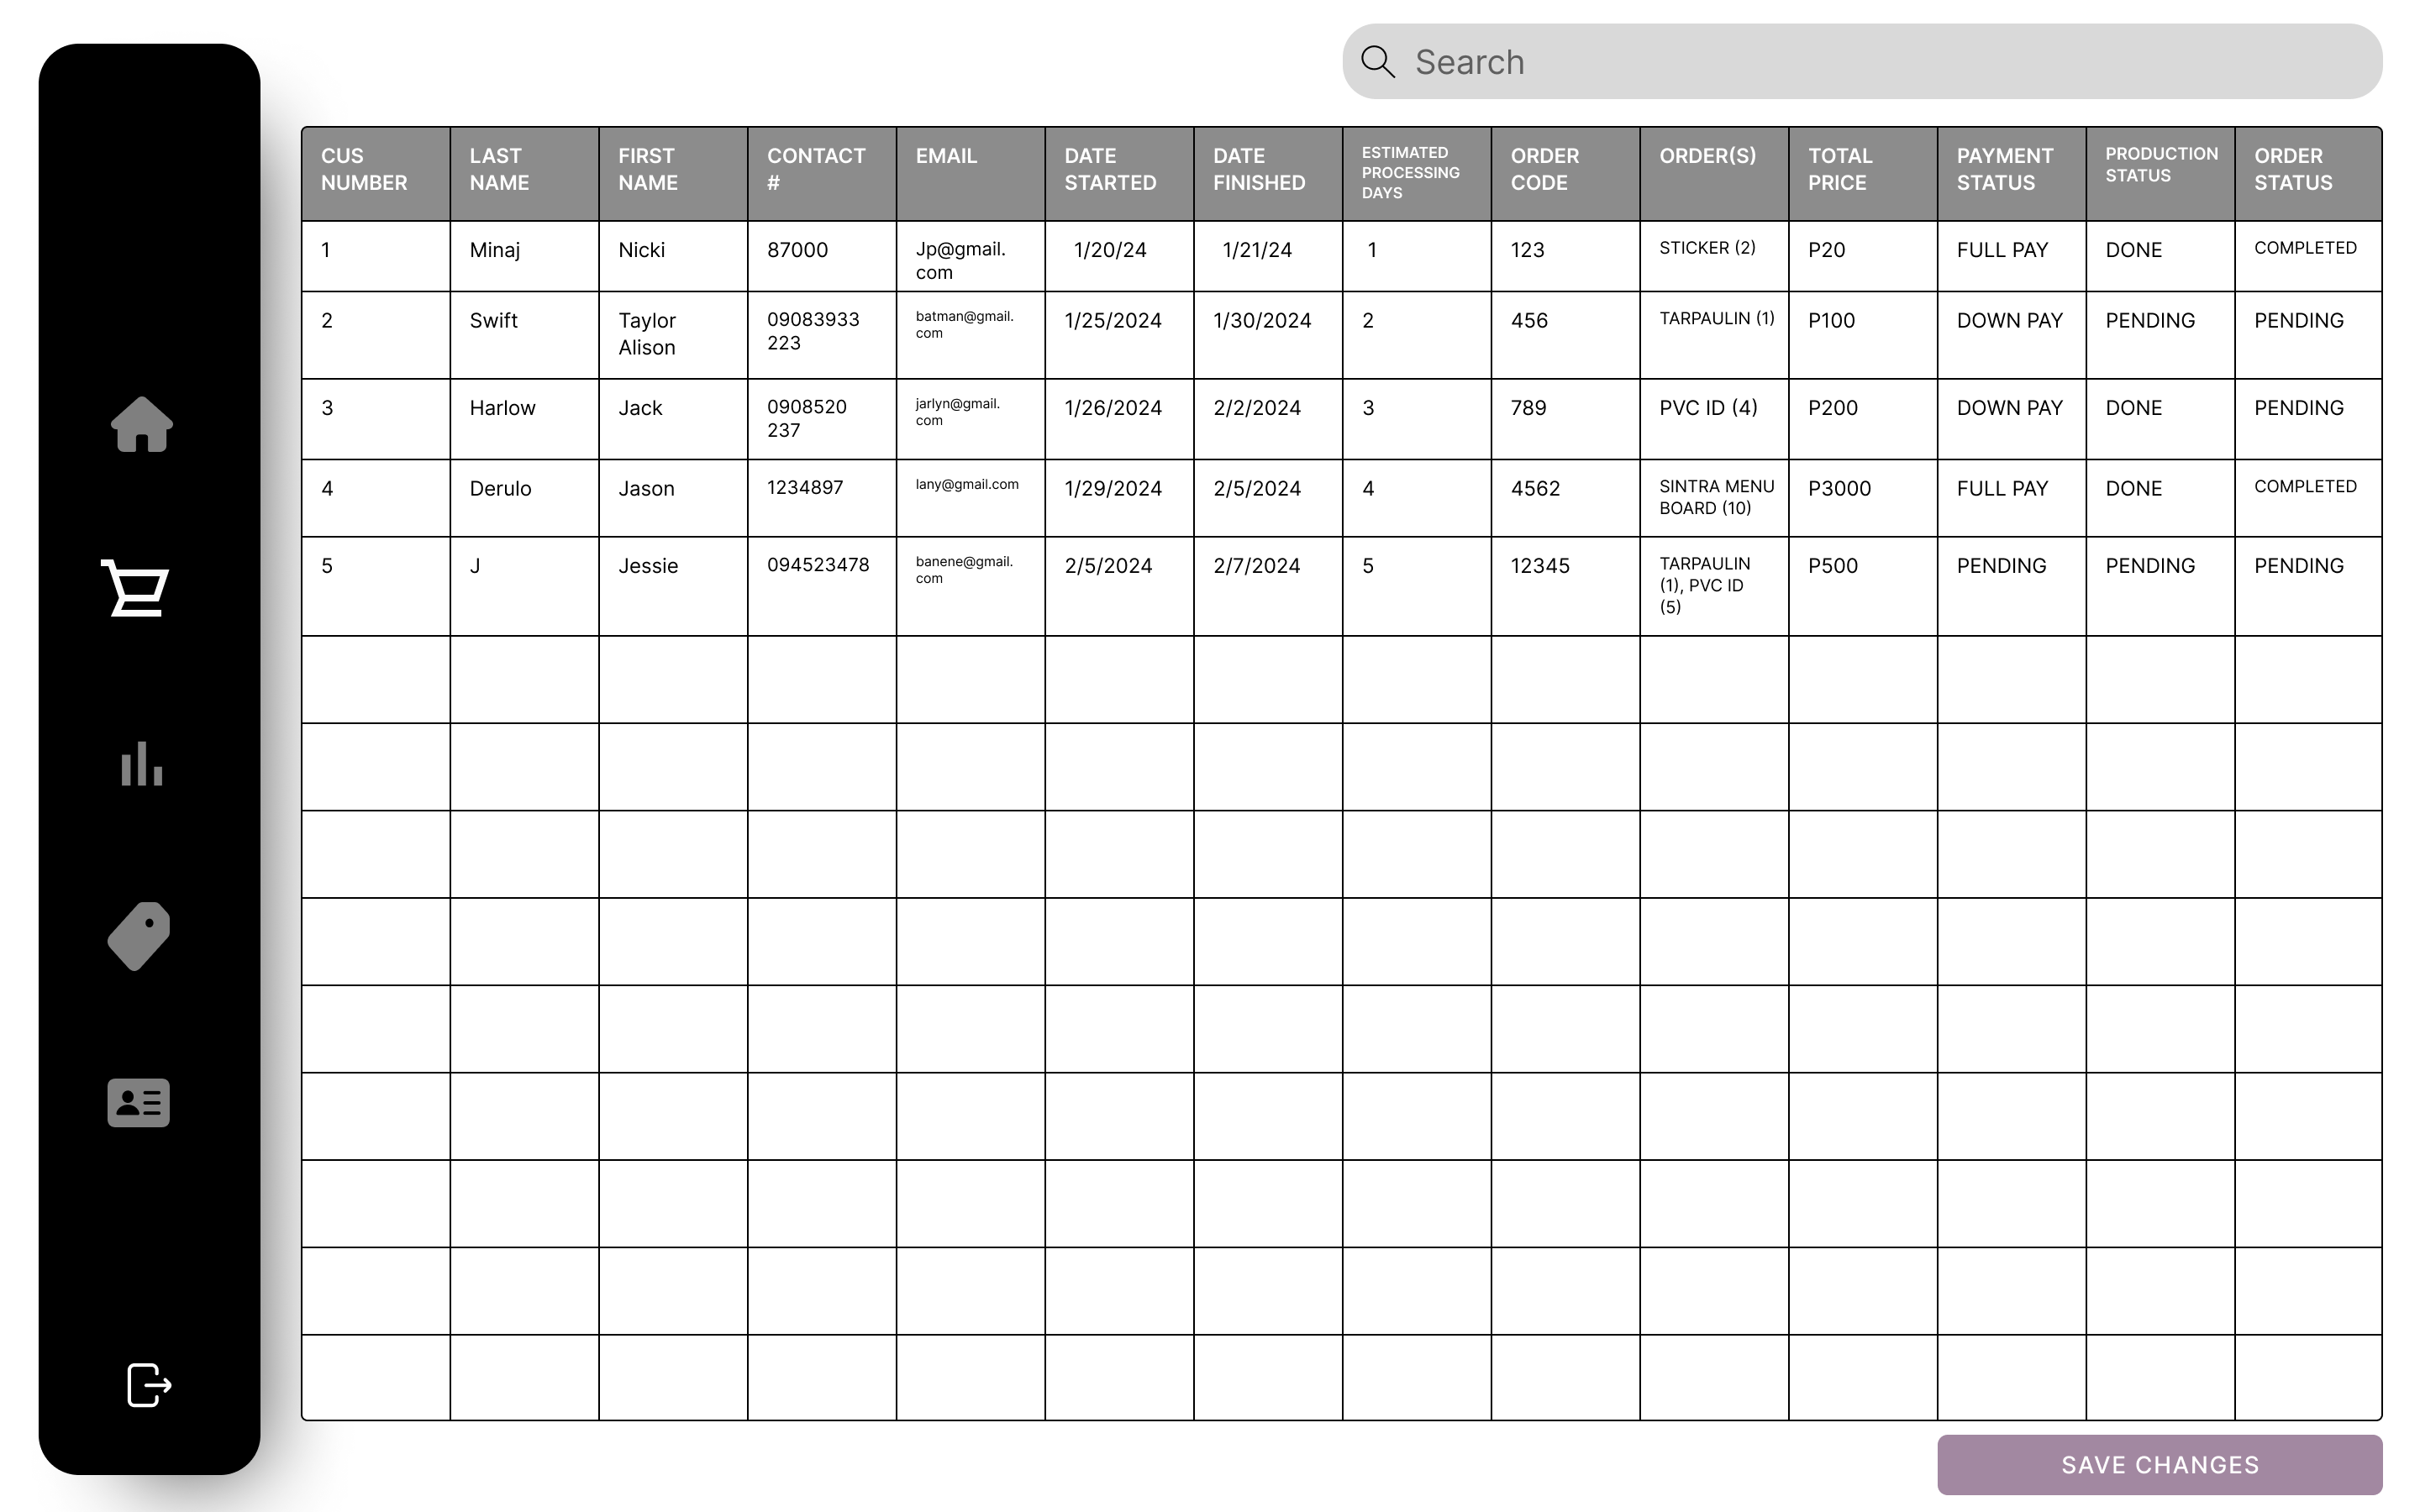 Search
CUS NUMBER
LAST NAME
FIRST NAME
CONTACT #
EMAIL
DATE STARTED
DATE FINISHED
ESTIMATED PROCESSING DAYS
ORDER CODE
ORDER(S)
TOTAL PRICE
PAYMENT STATUS
PRODUCTION STATUS
ORDER STATUS
1
Minaj
Nicki
87000
Jp@gmail.
com
1/20/24
1/21/24
1
123
STICKER (2)
P20
FULL PAY
DONE
COMPLETED
2
Swift
Taylor
Alison
09083933
223
batman@gmail.
com
1/25/2024
1/30/2024
2
456
TARPAULIN (1)
P100
DOWN PAY
PENDING
PENDING
3
Harlow
Jack
0908520
237
jarlyn@gmail.
com
1/26/2024
2/2/2024
3
789
PVC ID (4)
P200
DOWN PAY
DONE
PENDING
4
Derulo
Jason
1234897
lany@gmail.com
1/29/2024
2/5/2024
4
4562
SINTRA MENU
BOARD (10)
P3000
FULL PAY
DONE
COMPLETED
5
J
Jessie
094523478
banene@gmail.
com
2/5/2024
2/7/2024
5
12345
TARPAULIN
(1), PVC ID
(5)
P500
PENDING
PENDING
PENDING
SAVE CHANGES